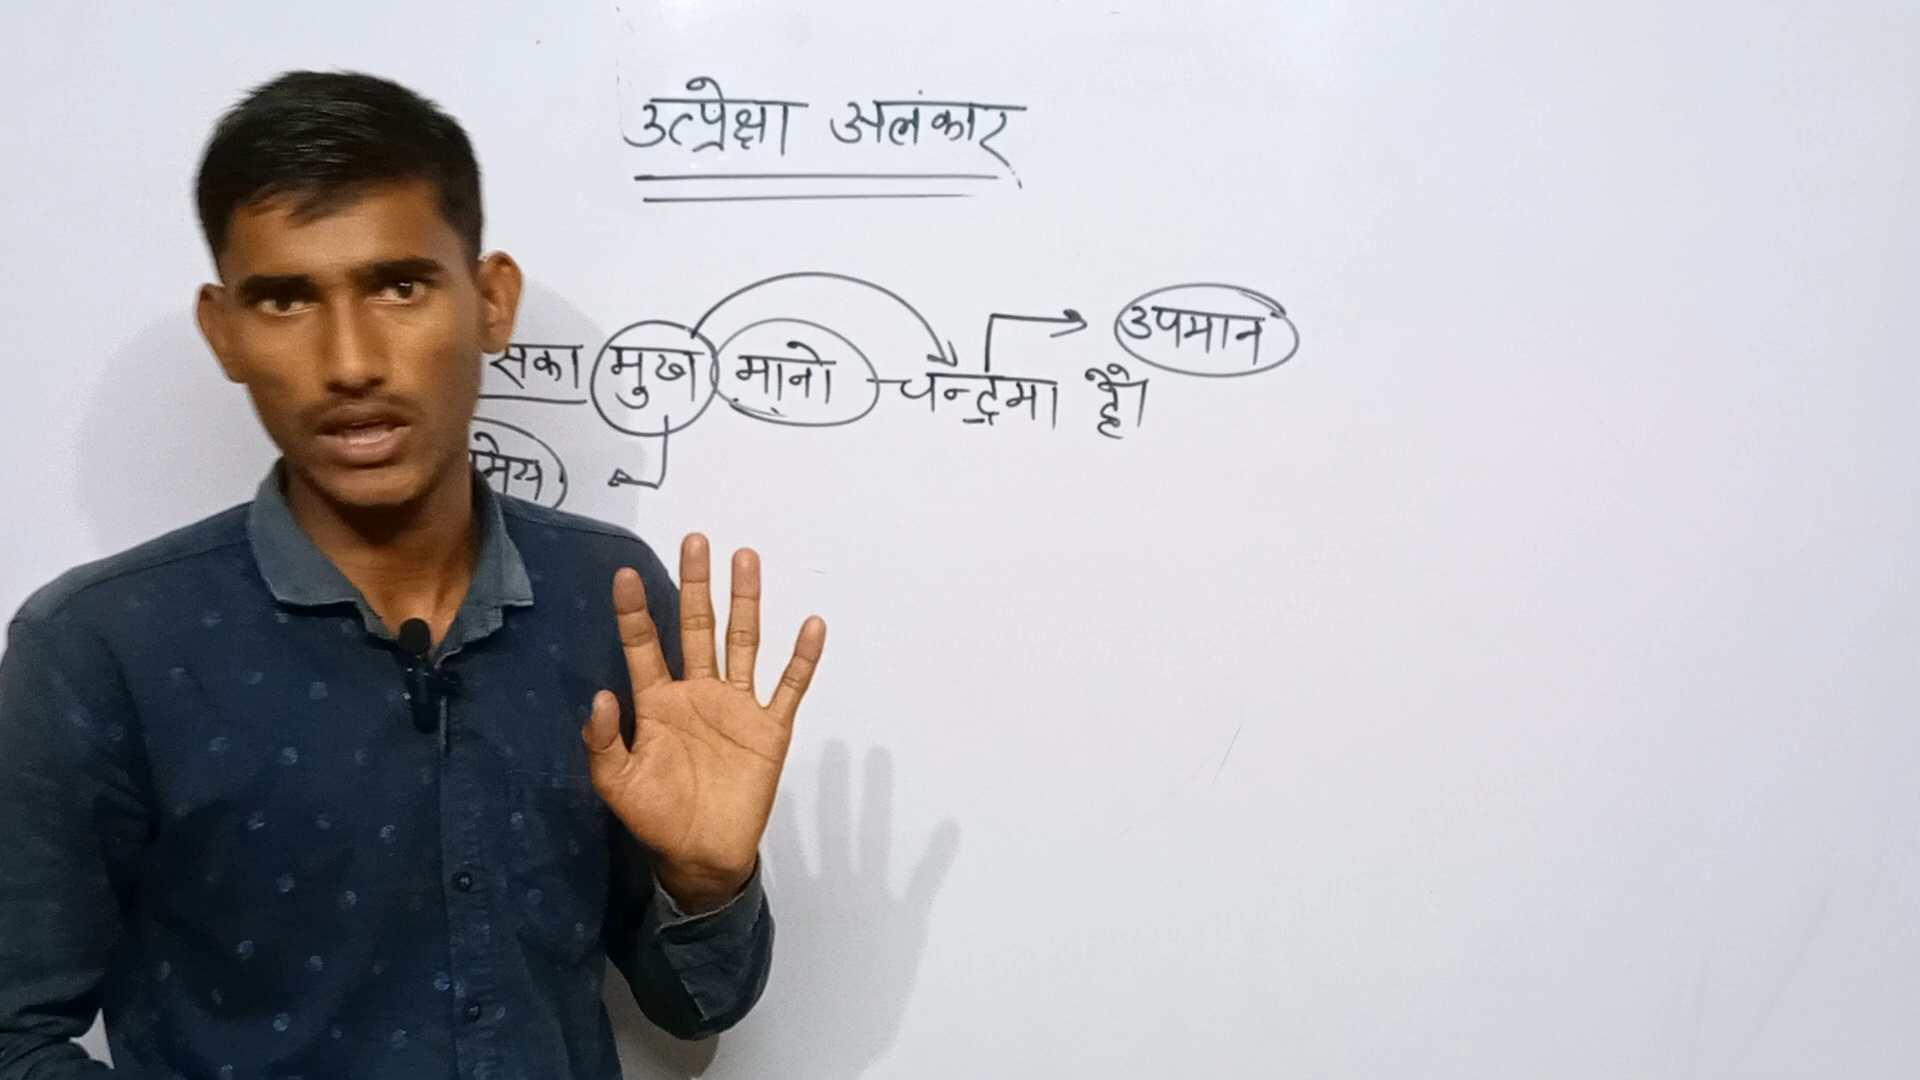 उत्प्रेक्षा अलंकार
उपमान
सका मुख मानो चन्द्रमा है।
मेय